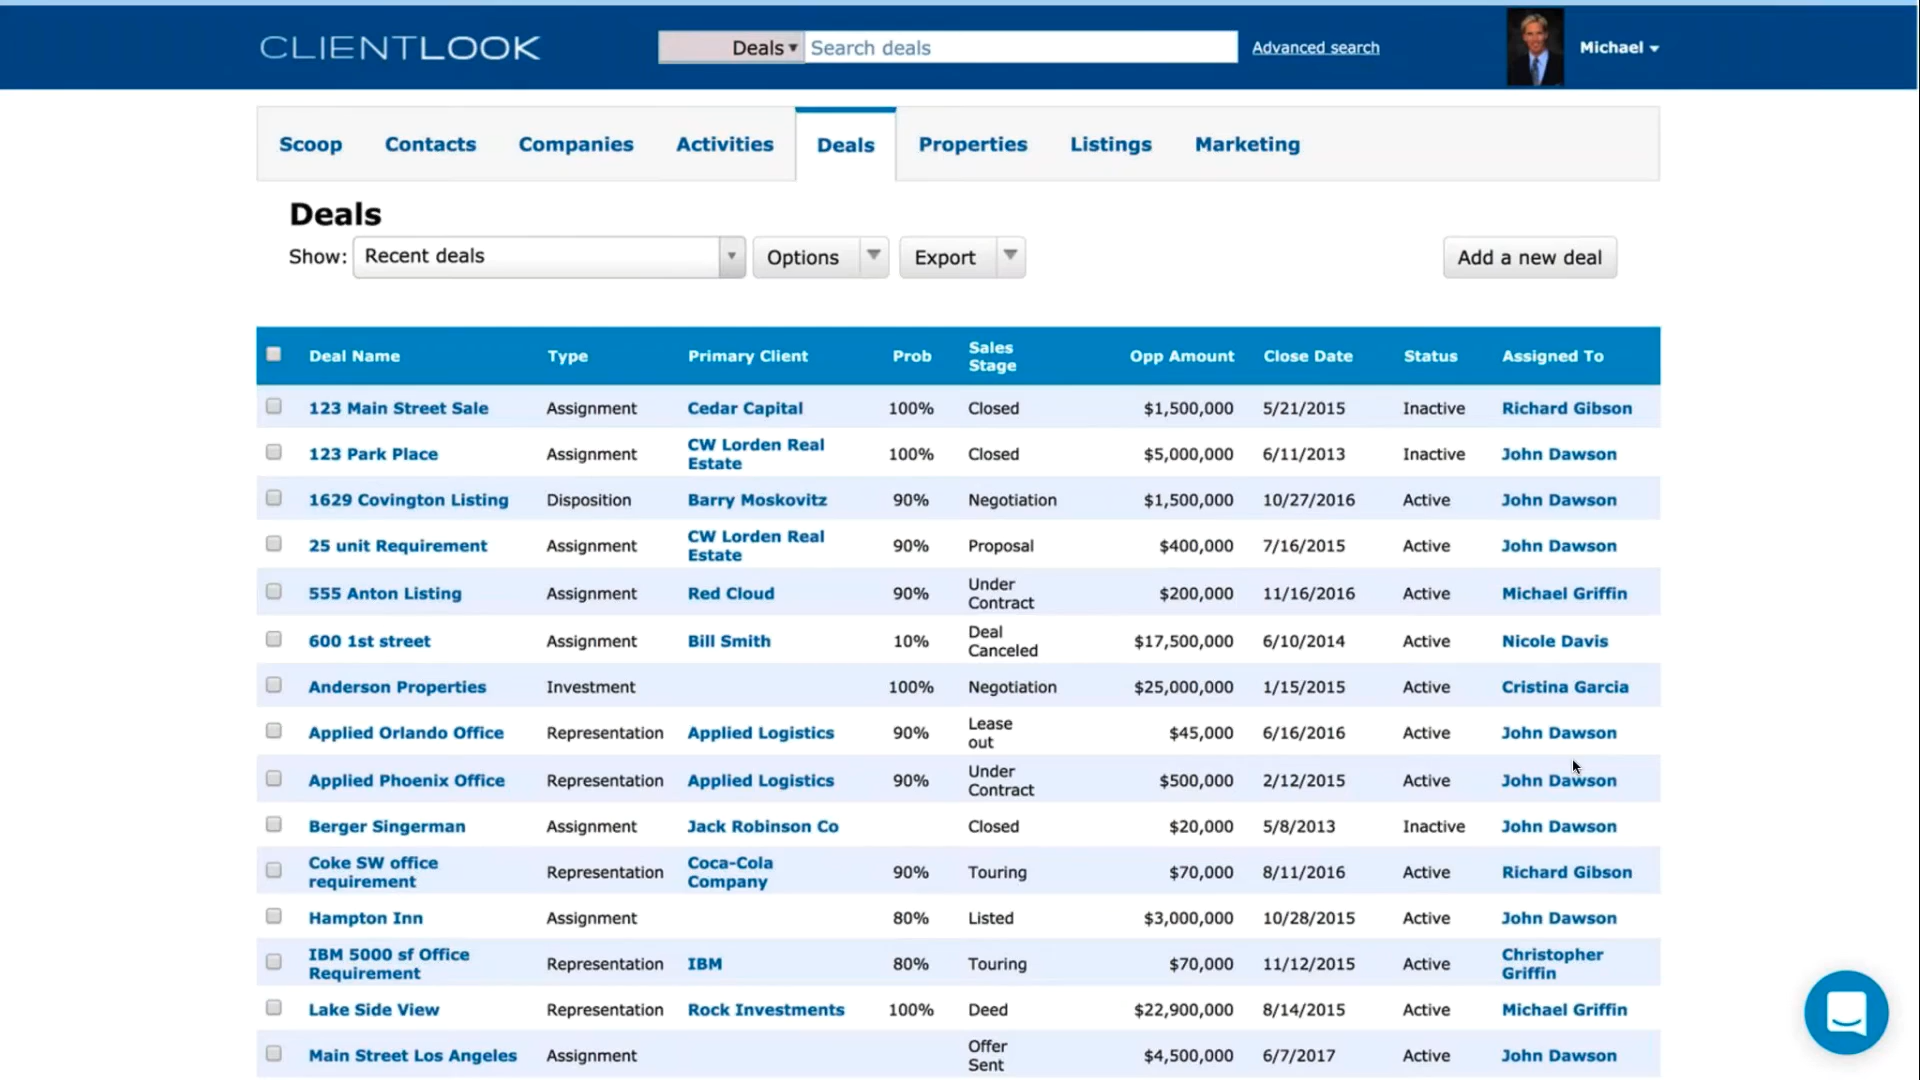 CLIENTLOOK
Deals Search deals Advanced search Michael
Scoop Contacts Companies Activities Deals Properties Listings Marketing
Deals
Show: Recent deals Options Export Add a new deal
Deal Name Type Primary Client Prob Sales Stage Opp Amount Close Date Status Assigned To
123 Main Street Sale Assignment Cedar Capital 100% Closed $1,500,000 5/21/2015 Inactive Richard Gibson
123 Park Place Assignment CW Lorden Real Estate 100% Closed $5,000,000 6/11/2013 Inactive John Dawson
1629 Covington Listing Disposition Barry Moskovitz 90% Negotiation $1,500,000 10/27/2016 Active John Dawson
25 unit Requirement Assignment CW Lorden Real Estate 90% Proposal $400,000 7/16/2015 Active John Dawson
555 Anton Listing Assignment Red Cloud 90% Under Contract $200,000 11/16/2016 Active Michael Griffin
600 1st street Assignment Bill Smith 10% Deal Canceled $17,500,000 6/10/2014 Active Nicole Davis
Anderson Properties Investment 100% Negotiation $25,000,000 1/15/2015 Active Cristina Garcia
Applied Orlando Office Representation Applied Logistics 90% Lease out $45,000 6/16/2016 Active John Dawson
Applied Phoenix Office Representation Applied Logistics 90% Under Contract $500,000 2/12/2015 Active John Dawson
Berger Singerman Assignment Jack Robinson Co Closed $20,000 5/8/2013 Inactive John Dawson
Coke SW office requirement Representation Coca-Cola Company 90% Touring $70,000 8/11/2016 Active Richard Gibson
Hampton Inn Assignment 80% Listed $3,000,000 10/28/2015 Active John Dawson
IBM 5000 sf Office Requirement Representation IBM 80% Touring $70,000 11/12/2015 Active Christopher Griffin
Lake Side View Representation Rock Investments 100% Deed $22,900,000 8/14/2015 Active Michael Griffin
Main Street Los Angeles Assignment Offer Sent $4,500,000 6/7/2017 Active John Dawson